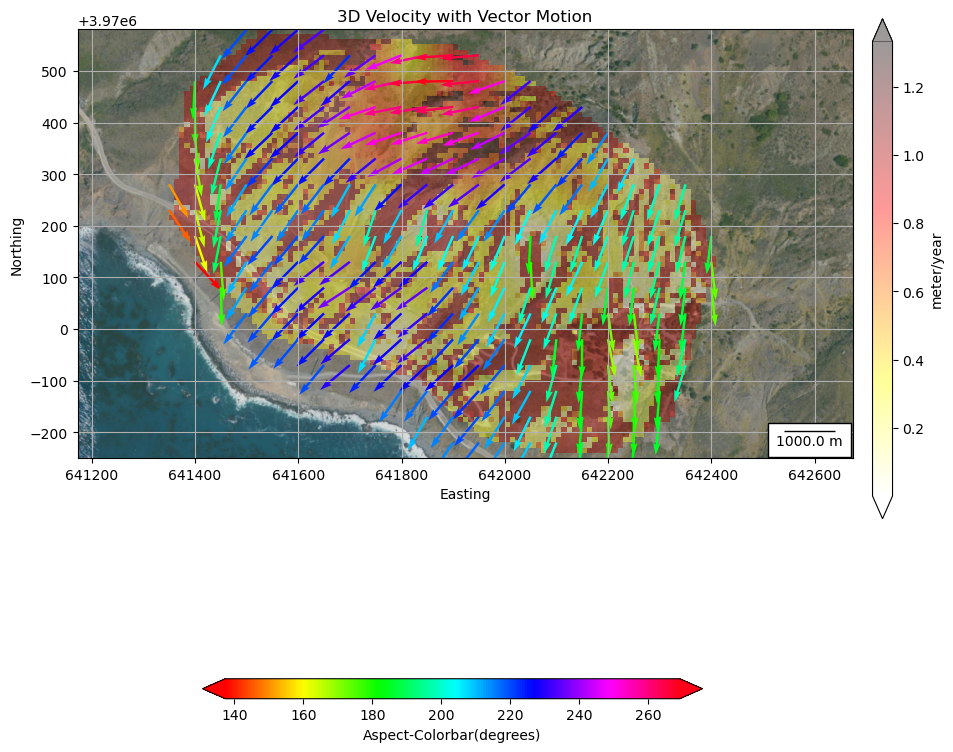 3D Velocity with Vector Motion
+3.97e6
500
400
300
200
100
0
−100
−200
Northing
641200 641400 641600 641800 642000 642200 642400 642600
Easting
1000.0 m
1.2
1.0
0.8
0.6
0.4
0.2
meter/year
140 160 180 200 220 240 260
Aspect-Colorbar(degrees)